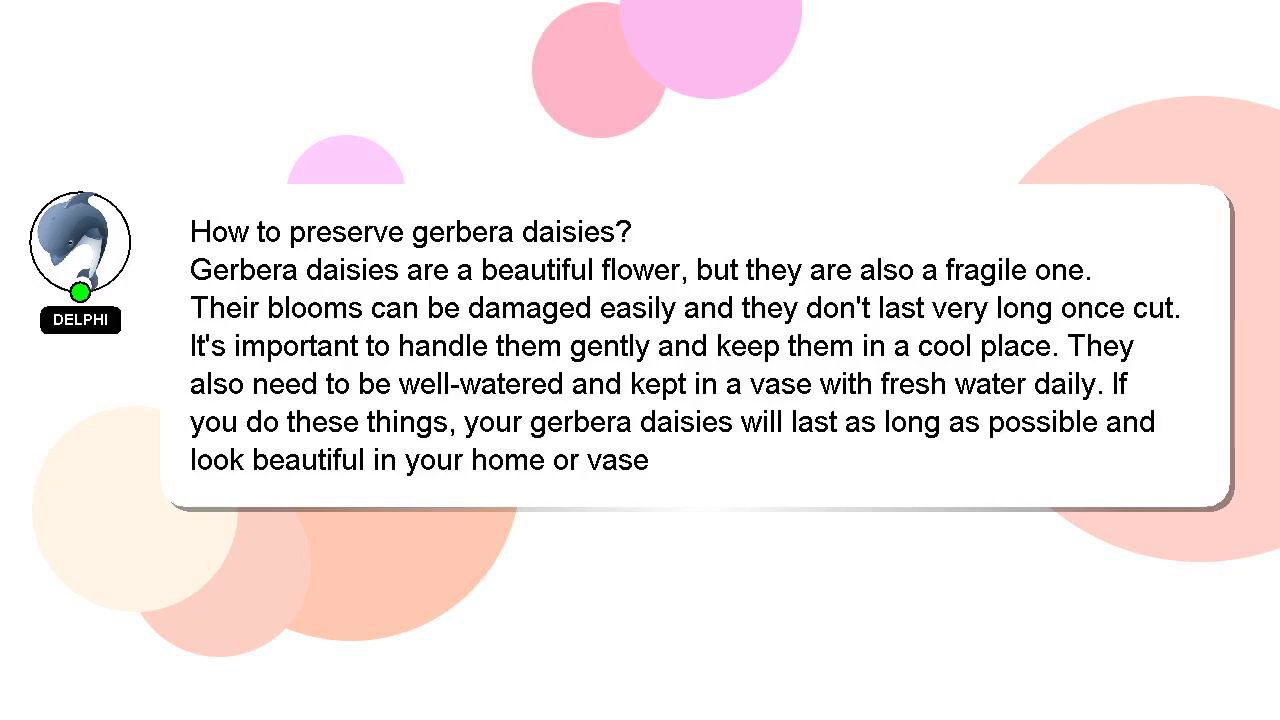 DELPHI
How to preserve gerbera daisies?
Gerbera daisies are a beautiful flower, but they are also a fragile one.
Their blooms can be damaged easily and they don't last very long once cut.
It's important to handle them gently and keep them in a cool place. They
also need to be well-watered and kept in a vase with fresh water daily. If
you do these things, your gerbera daisies will last as long as possible and
look beautiful in your home or vase